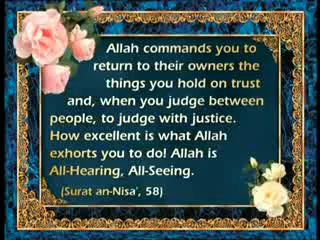 Allah commands you to
return to their owners the
things you hold on trust
and, when you judge between
people, to judge with justice.
How excellent is what Allah
exhorts you to do! Allah is
All-Hearing, All-Seeing.
(Surat an-Nisa', 58)